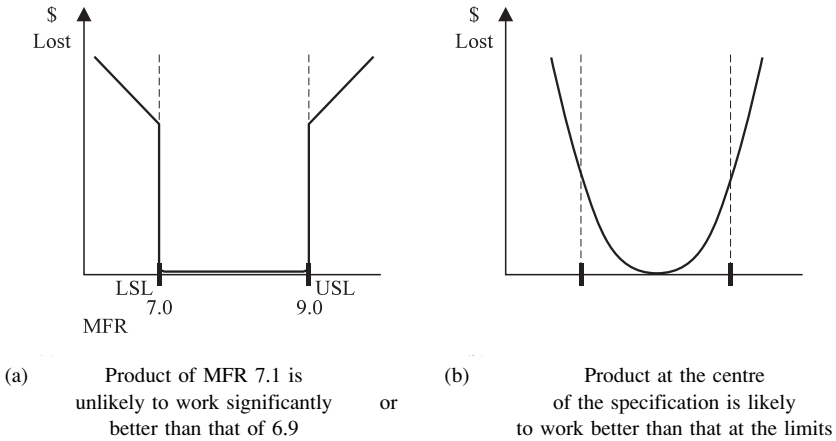 $
Lost
LSL
USL
7.0
9.0
MFR
$
Lost
(a) Product of MFR 7.1 is
unlikely to work significantly or
better than that of 6.9
(b) Product at the centre
of the specification is likely
to work better than that at the limits